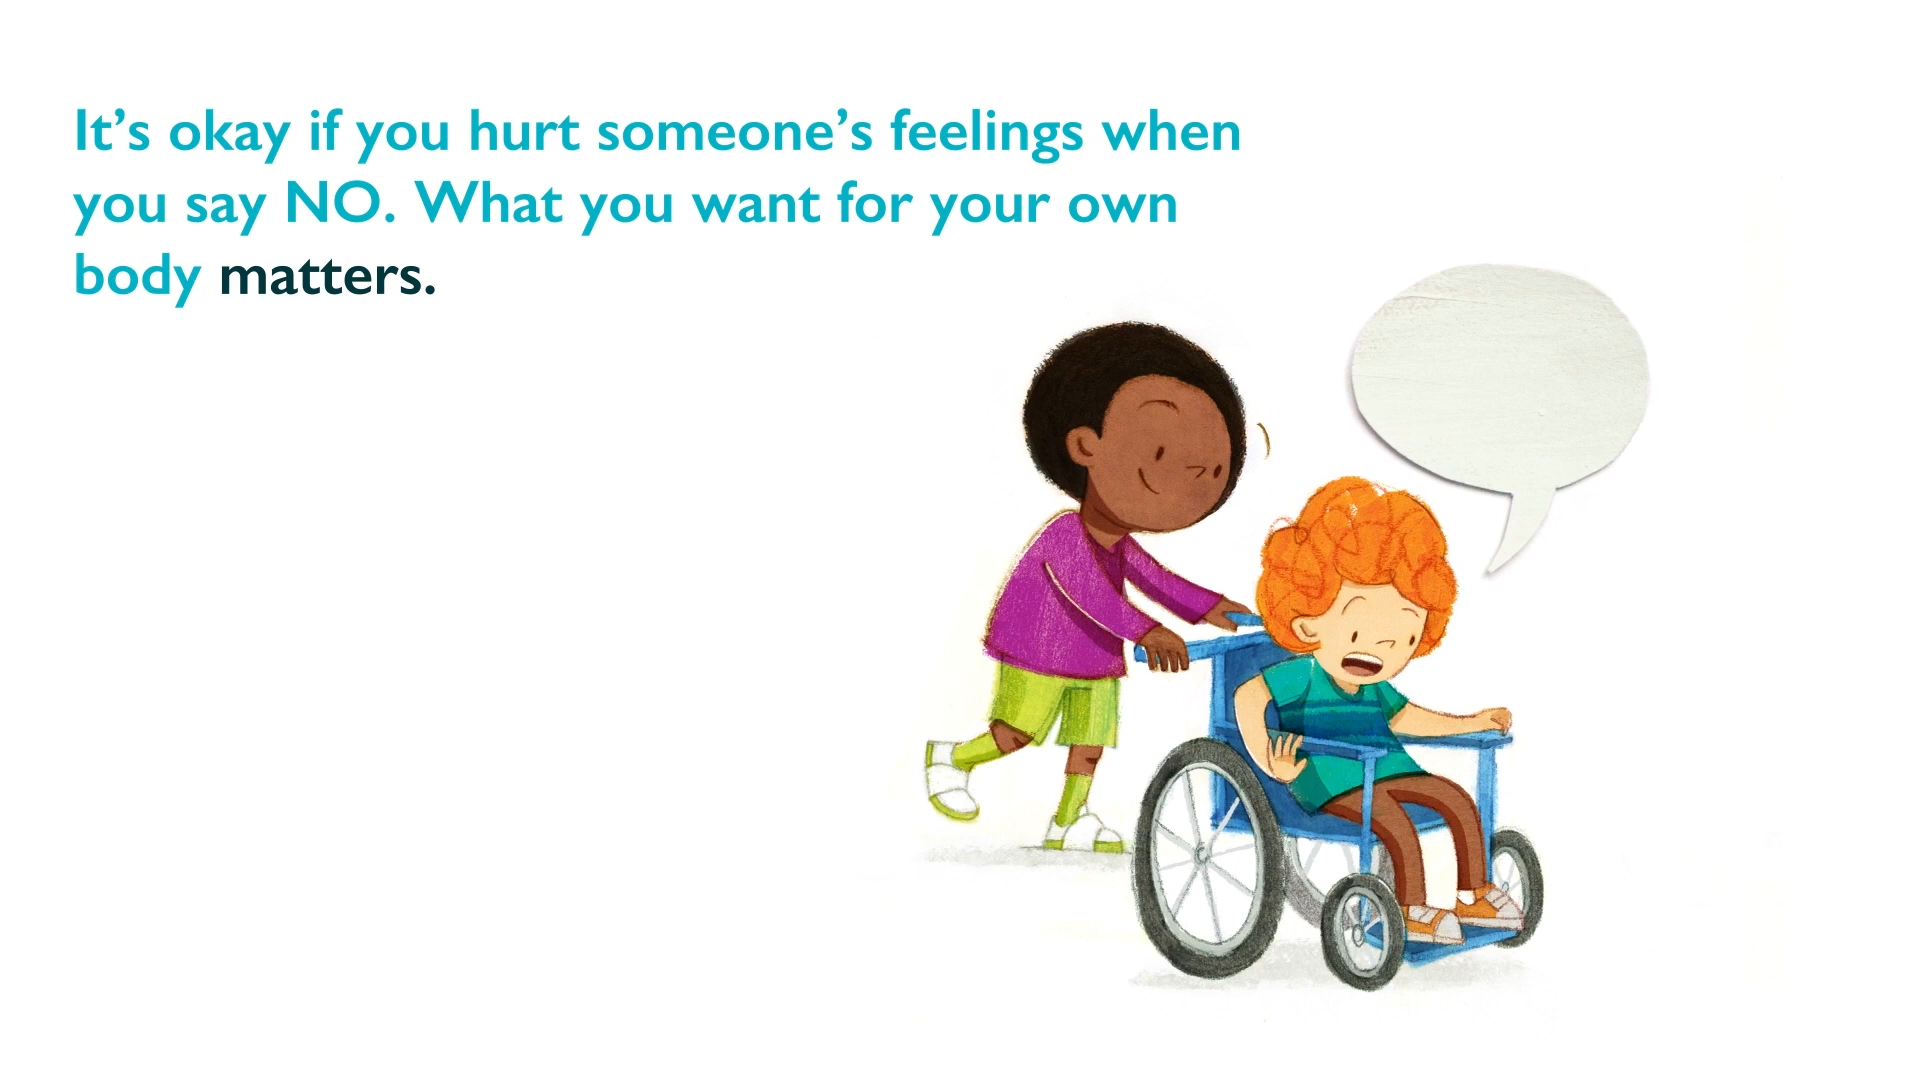 It’s okay if you hurt someone’s feelings when
you say NO. What you want for your own
body matters.